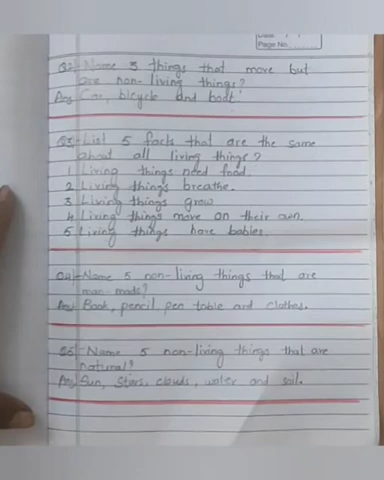 Date
Page No.......
Q2 Name 3 things that move but
are non-living things?
Ans Car, bicycle and boat.
Q3 List 5 facts that are the same
about all living things?
1 Living things need food.
2 Living things breathe.
3 Living things grow
4 Living things move on their own.
5 Living things have babies.
Q4 Name 5 non-living things that are
man-made?
Ans Book, pencil pen table and clothes.
Q5 Name 5 non-living things that are
natural?
Ans Sun, Stars, clouds, water and soil.